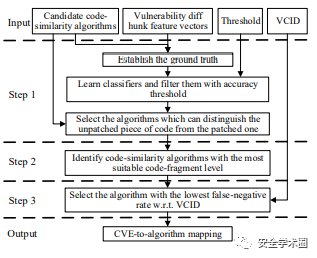 Input
Candidate code-
similarity algorithms
Vulnerability diff
hunk feature vectors
Threshold
VCID
Step 1
Establish the ground truth
Learn classifiers and filter them with accuracy
threshold
Select the algorithms which can distinguish the
unpatched piece of code from the patched one
Step 2
Identify code-similarity algorithms with the most
suitable code-fragment level
Step 3
Select the algorithm with the lowest false-negative
rate w.r.t. VCID
Output
CVE-to-algorithm mapping
安全学术圈